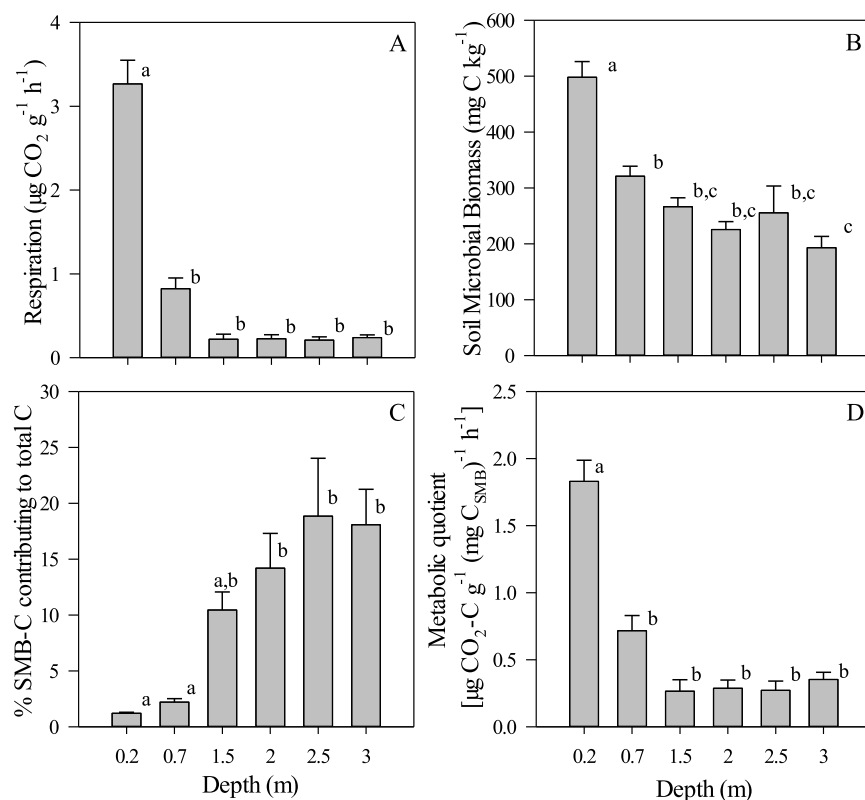 A
Respiration (µg CO₂ g⁻¹ h⁻¹)
4
3
2
1
0
a
b
b
b
b
b
B
Soil Microbial Biomass (mg C kg⁻¹)
600
500
400
300
200
100
0
a
b
b,c
b,c
b,c
c
C
% SMB-C contributing to total C
30
25
20
15
10
5
0
a
a
a,b
b
b
b
0.2 0.7 1.5 2 2.5 3
Depth (m)
D
Metabolic quotient
[µg CO₂-C g⁻¹ (mg C_SMB)⁻¹ h⁻¹]
2.5
2.0
1.5
1.0
0.5
0.0
a
b
b
b
b
b
0.2 0.7 1.5 2 2.5 3
Depth (m)